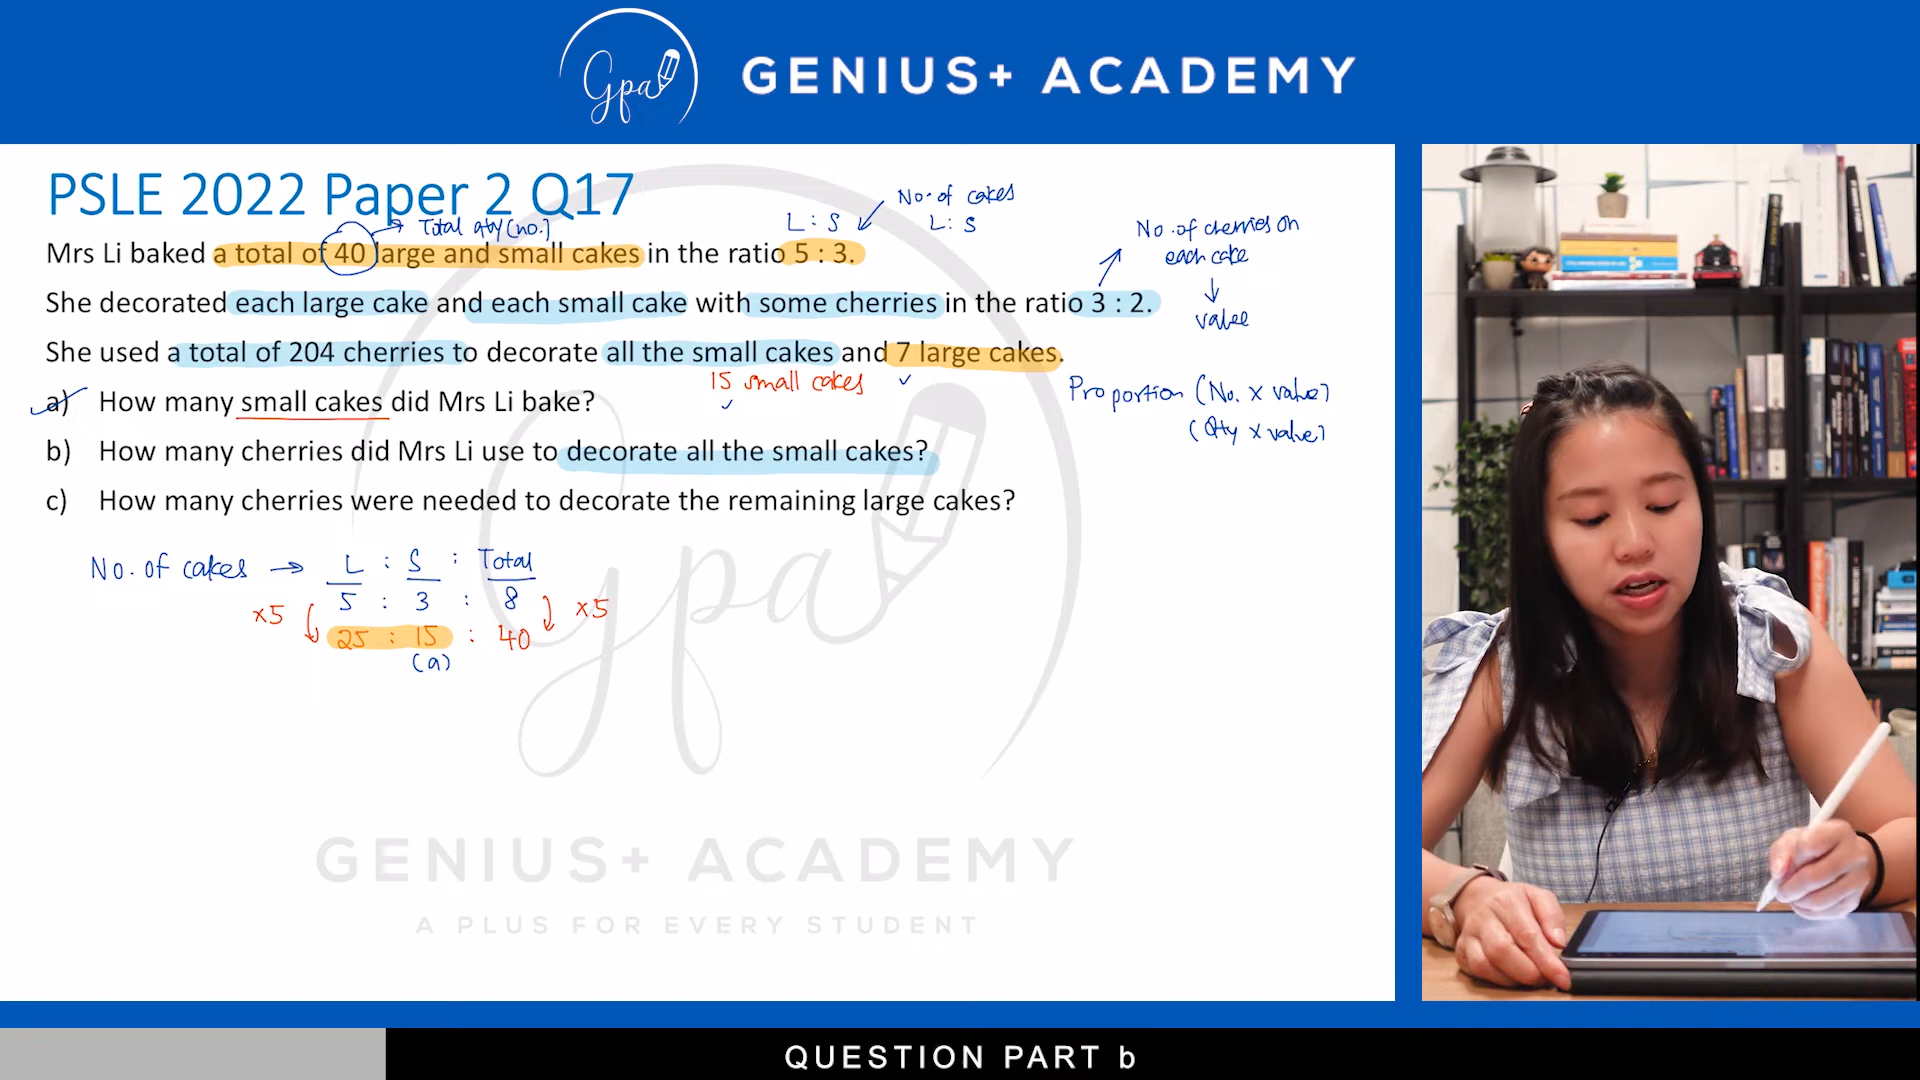 Gpa
GENIUS+ ACADEMY
PSLE 2022 Paper 2 Q17
No. of cakes
L : S
L : S
Total qty (no.)
No. of cherries on
each cake
value
Mrs Li baked a total of 40 large and small cakes in the ratio 5 : 3.
She decorated each large cake and each small cake with some cherries in the ratio 3 : 2.
She used a total of 204 cherries to decorate all the small cakes and 7 large cakes.
15 small cakes
a) How many small cakes did Mrs Li bake?
b) How many cherries did Mrs Li use to decorate all the small cakes?
c) How many cherries were needed to decorate the remaining large cakes?
Proportion (No. x value)
(Qty x value)
No. of cakes → L : S : Total
5 : 3 : 8
x5 x5
25 : 15 : 40
(a)
Gpa
GENIUS+ ACADEMY
A PLUS FOR EVERY STUDENT
QUESTION PART b